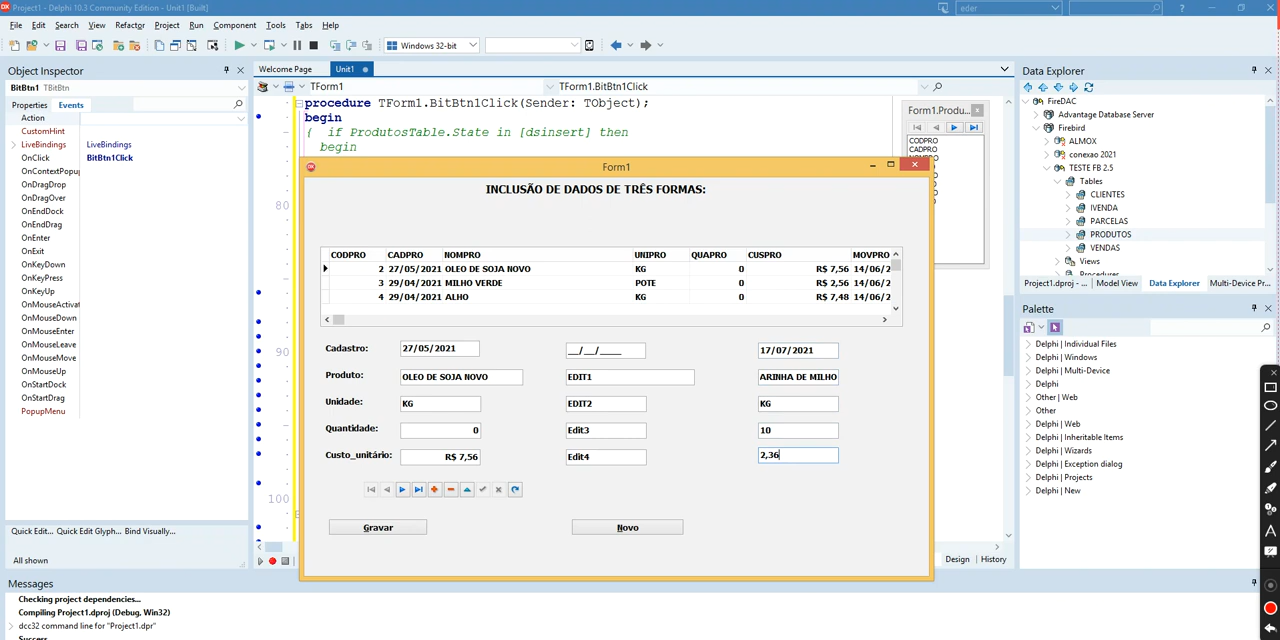 Project1 - Delphi 10.3 Community Edition - Unit1 [Built]
eder
File Edit Search View Refactor Project Run Component Tools Tabs Help
Windows 32-bit
Object Inspector
BitBtn1 TBitBtn
Properties Events
Action
CustomHint
LiveBindings LiveBindings
OnClick BitBtn1Click
OnContextPopup
OnDragDrop
OnDragOver
OnEndDock
OnEndDrag
OnEnter
OnExit
OnKeyDown
OnKeyPress
OnKeyUp
OnMouseActivat
OnMouseDown
OnMouseEnter
OnMouseLeave
OnMouseMove
OnMouseUp
OnStartDock
OnStartDrag
PopupMenu
Quick Edit... Quick Edit Glyph... Bind Visually...
All shown
Welcome Page Unit1
TForm1 TForm1.BitBtn1Click
procedure TForm1.BitBtn1Click(Sender: TObject);
begin
{ if ProdutosTable.State in [dsinsert] then
begin
80
90
100
Form1.Produ...
CODPRO
CADPRO
Form1
INCLUSÃO DE DADOS DE TRÊS FORMAS:
CODPRO CADPRO NOMPRO UNIPRO QUAPRO CUSPRO MOVPRO
2 27/05/2021 OLEO DE SOJA NOVO KG 0 R$ 7,56 14/06/2
3 29/04/2021 MILHO VERDE POTE 0 R$ 2,56 14/06/2
4 29/04/2021 ALHO KG 0 R$ 7,48 14/06/2
Cadastro: 27/05/2021 __/__/____ 17/07/2021
Produto: OLEO DE SOJA NOVO EDIT1 ARINHA DE MILHO
Unidade: KG EDIT2 KG
Quantidade: 0 Edit3 10
Custo_unitário: R$ 7,56 Edit4 2,36
Gravar Novo
Design History
Data Explorer
FireDAC
Advantage Database Server
Firebird
ALMOX
conexao 2021
TESTE FB 2.5
Tables
CLIENTES
IVENDA
PARCELAS
PRODUTOS
VENDAS
Views
Procedures
Project1.dproj - ... Model View Data Explorer Multi-Device Pr...
Palette
Delphi | Individual Files
Delphi | Windows
Delphi | Multi-Device
Delphi
Other | Web
Other
Delphi | Web
Delphi | Inheritable Items
Delphi | Wizards
Delphi | Exception dialog
Delphi | Projects
Delphi | New
Messages
Checking project dependencies...
Compiling Project1.dproj (Debug, Win32)
dcc32 command line for "Project1.dpr"
Success